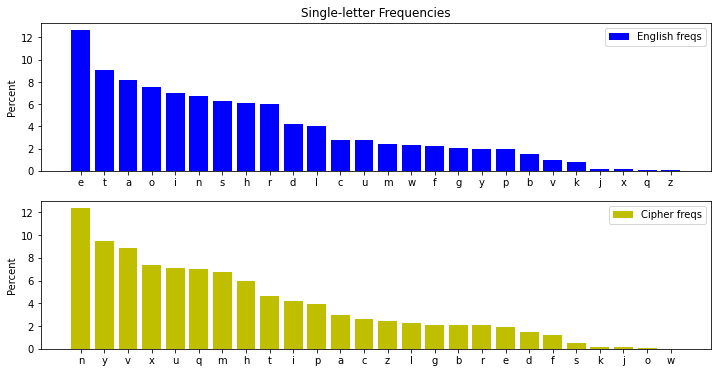 Single-letter Frequencies
English freqs
Percent
12
10
8
6
4
2
0
e t a o i n s h r d l c u m w f g y p b v k j x q z
Cipher freqs
Percent
12
10
8
6
4
2
0
n y v x u q m h t i p a c z l g b r e d f s k j o w